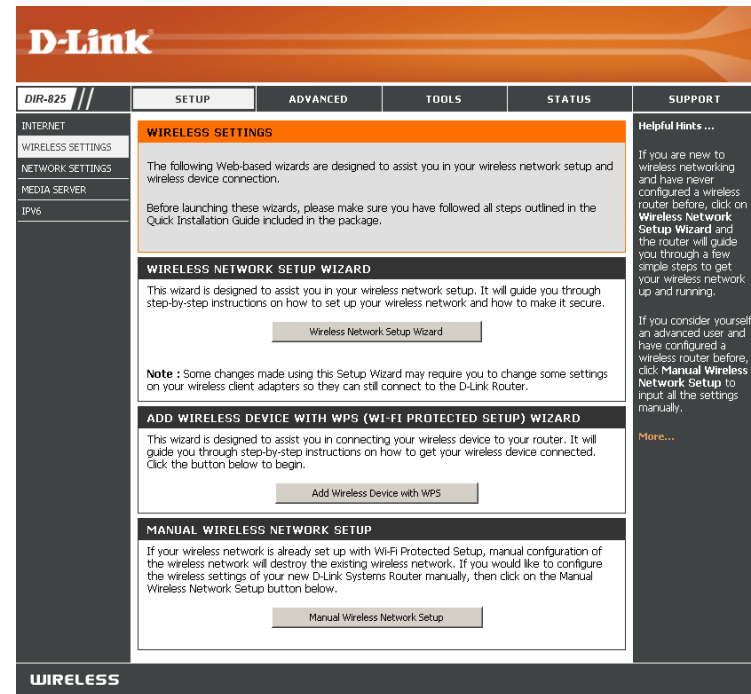 D-Link
DIR-825
SETUP
ADVANCED
TOOLS
STATUS
SUPPORT
INTERNET
WIRELESS SETTINGS
NETWORK SETTINGS
MEDIA SERVER
IPV6
WIRELESS SETTINGS
The following Web-based wizards are designed to assist you in your wireless network setup and
wireless device connection.
Before launching these wizards, please make sure you have followed all steps outlined in the
Quick Installation Guide included in the package.
WIRELESS NETWORK SETUP WIZARD
This wizard is designed to assist you in your wireless network setup. It will guide you through
step-by-step instructions on how to set up your wireless network and how to make it secure.
Wireless Network Setup Wizard
Note : Some changes made using this Setup Wizard may require you to change some settings
on your wireless client adapters so they can still connect to the D-Link Router.
ADD WIRELESS DEVICE WITH WPS (WI-FI PROTECTED SETUP) WIZARD
This wizard is designed to assist you in connecting your wireless device to your router. It will
guide you through step-by-step instructions on how to get your wireless device connected.
Click the button below to begin.
Add Wireless Device with WPS
MANUAL WIRELESS NETWORK SETUP
If your wireless network is already set up with Wi-Fi Protected Setup, manual confguration of
the wireless network will destroy the existing wireless network. If you would like to configure
the wireless settings of your new D-Link Systems Router manually, then click on the Manual
Wireless Network Setup button below.
Manual Wireless Network Setup
Helpful Hints ...
If you are new to
wireless networking
and have never
configured a wireless
router before, click on
Wireless Network
Setup Wizard and
the router will guide
you through a few
simple steps to get
your wireless network
up and running.
If you consider yourself
an advanced user and
have configured a
wireless router before,
click Manual Wireless
Network Setup to
input all the settings
manually.
More...
WIRELESS